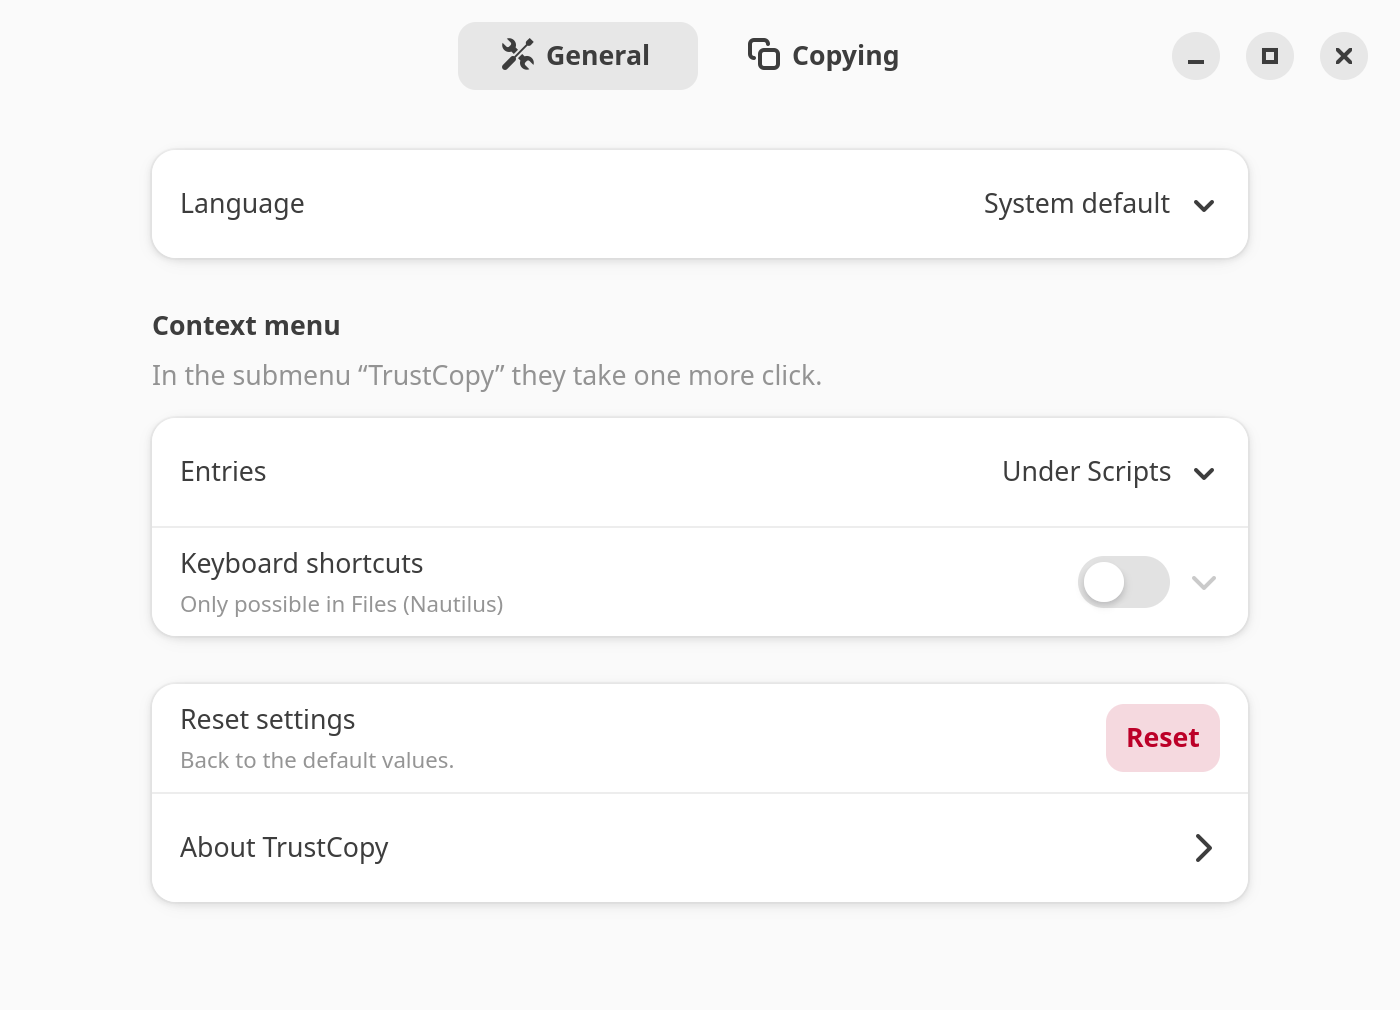 General
Copying
Language
System default
Context menu
In the submenu “TrustCopy” they take one more click.
Entries
Under Scripts
Keyboard shortcuts
Only possible in Files (Nautilus)
Reset settings
Back to the default values.
Reset
About TrustCopy